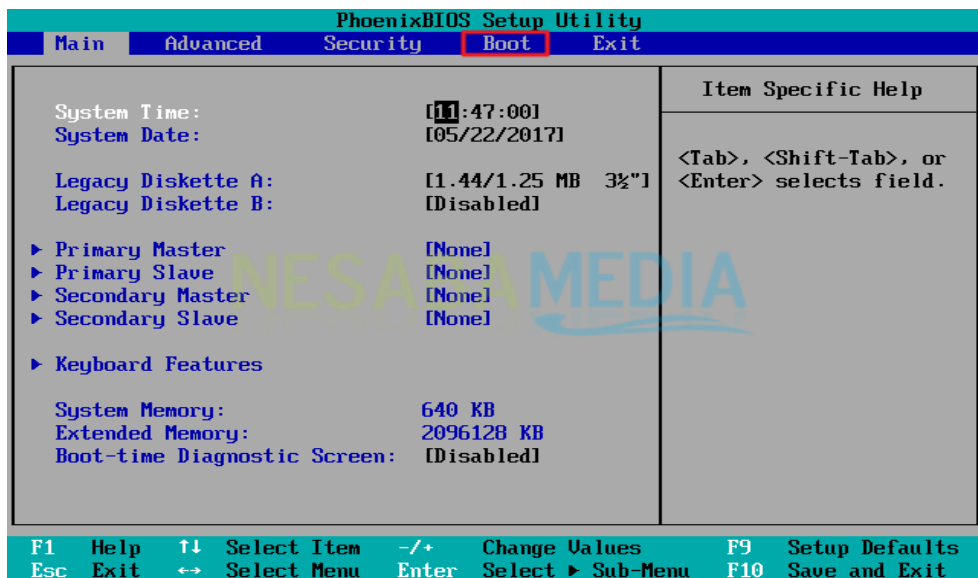 PhoenixBIOS Setup Utility
Main Advanced Security Boot Exit
Item Specific Help
System Time: [11:47:00]
System Date: [05/22/2017]
<Tab>, <Shift-Tab>, or
<Enter> selects field.
Legacy Diskette A: [1.44/1.25 MB 3½"]
Legacy Diskette B: [Disabled]
▶ Primary Master [None]
▶ Primary Slave [None]
▶ Secondary Master [None]
▶ Secondary Slave [None]
NESABAMEDIA
▶ Keyboard Features
System Memory: 640 KB
Extended Memory: 2096128 KB
Boot-time Diagnostic Screen: [Disabled]
F1 Help ↑↓ Select Item -/+ Change Values F9 Setup Defaults
Esc Exit ↔ Select Menu Enter Select ▶ Sub-Menu F10 Save and Exit